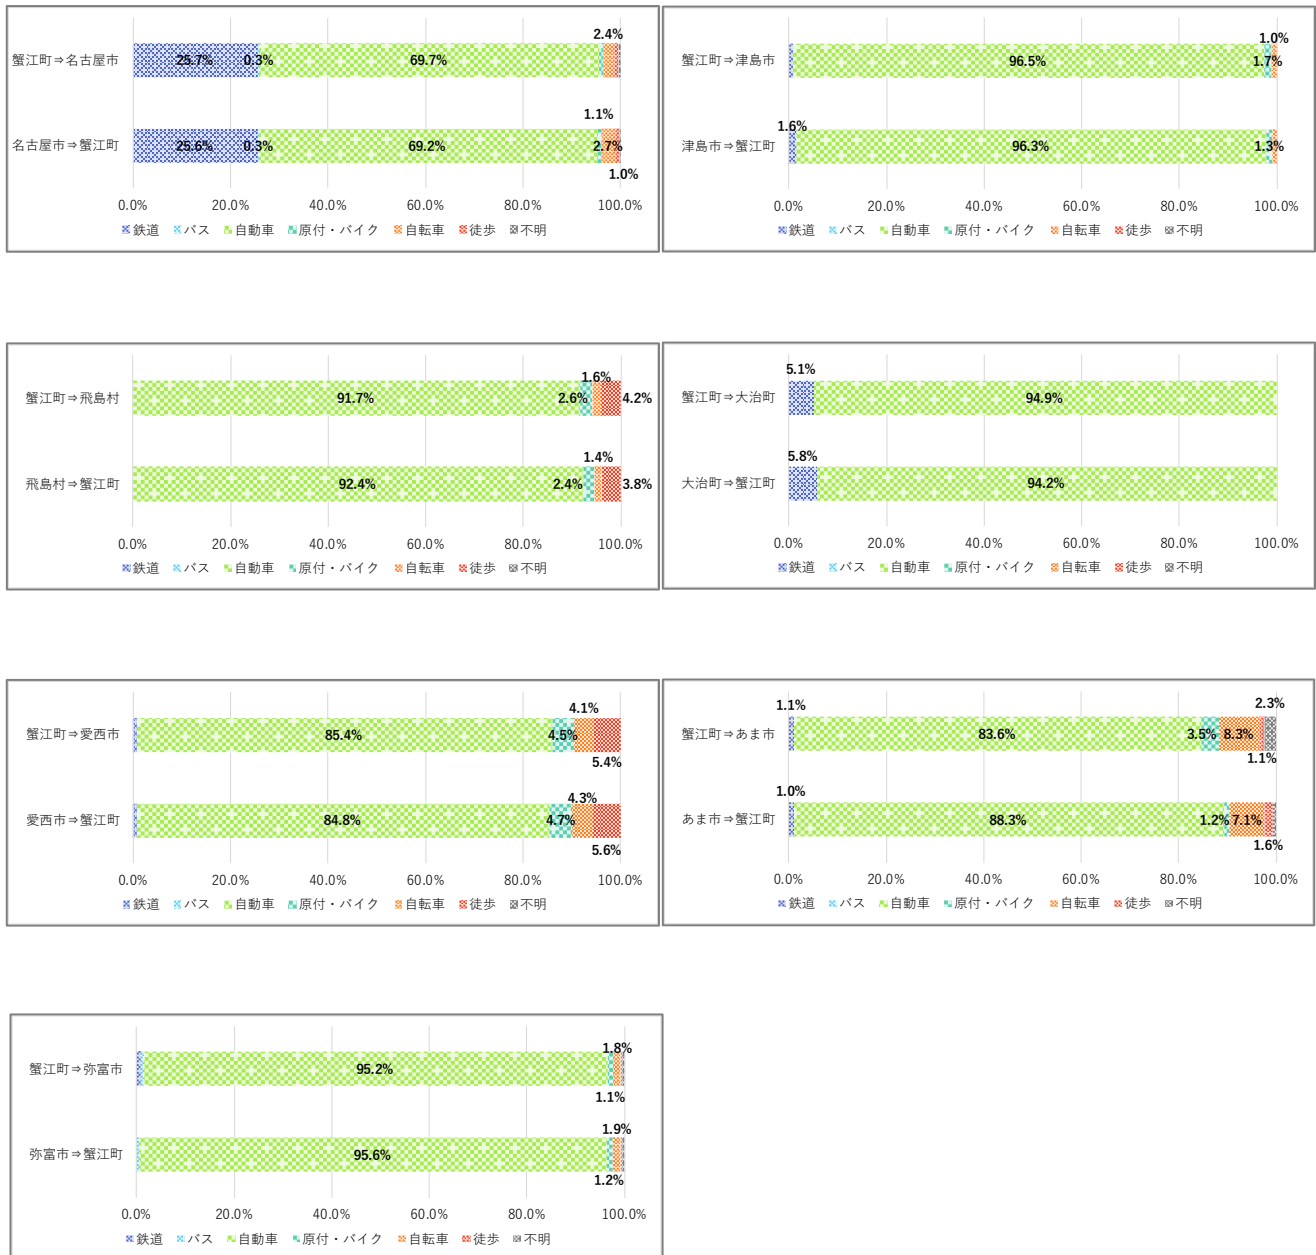 2.4%
蟹江町⇒名古屋市 25.7% 0.3% 69.7%
1.1%
名古屋市⇒蟹江町 25.6% 0.3% 69.2% 2.7%
1.0%
0.0% 20.0% 40.0% 60.0% 80.0% 100.0%
鉄道 バス 自動車 原付・バイク 自転車 徒歩 不明
1.0%
蟹江町⇒津島市 96.5% 1.7%
1.6%
津島市⇒蟹江町 96.3% 1.3%
0.0% 20.0% 40.0% 60.0% 80.0% 100.0%
鉄道 バス 自動車 原付・バイク 自転車 徒歩 不明
1.6%
蟹江町⇒飛島村 91.7% 2.6% 4.2%
1.4%
飛島村⇒蟹江町 92.4% 2.4% 3.8%
0.0% 20.0% 40.0% 60.0% 80.0% 100.0%
鉄道 バス 自動車 原付・バイク 自転車 徒歩 不明
5.1%
蟹江町⇒大治町 94.9%
5.8%
大治町⇒蟹江町 94.2%
0.0% 20.0% 40.0% 60.0% 80.0% 100.0%
鉄道 バス 自動車 原付・バイク 自転車 徒歩 不明
4.1%
蟹江町⇒愛西市 85.4% 4.5%
5.4%
4.3%
愛西市⇒蟹江町 84.8% 4.7%
5.6%
0.0% 20.0% 40.0% 60.0% 80.0% 100.0%
鉄道 バス 自動車 原付・バイク 自転車 徒歩 不明
1.1% 2.3%
蟹江町⇒あま市 83.6% 3.5% 8.3%
1.1%
1.0%
あま市⇒蟹江町 88.3% 1.2% 7.1%
1.6%
0.0% 20.0% 40.0% 60.0% 80.0% 100.0%
鉄道 バス 自動車 原付・バイク 自転車 徒歩 不明
1.8%
蟹江町⇒弥富市 95.2%
1.1%
1.9%
弥富市⇒蟹江町 95.6%
1.2%
0.0% 20.0% 40.0% 60.0% 80.0% 100.0%
鉄道 バス 自動車 原付・バイク 自転車 徒歩 不明